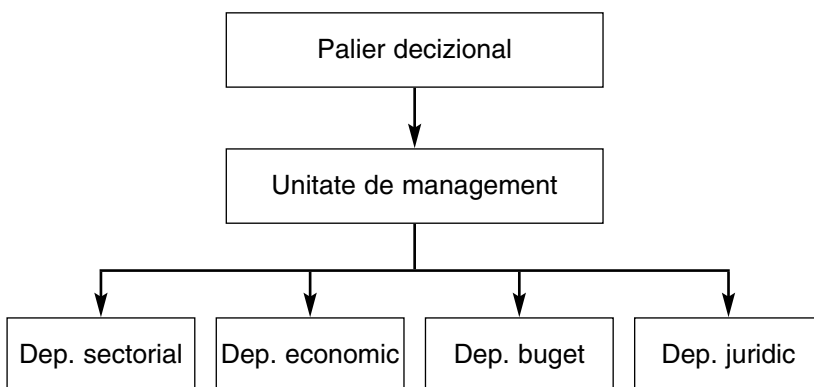 Palier decizional
Unitate de management
Dep. sectorial
Dep. economic
Dep. buget
Dep. juridic